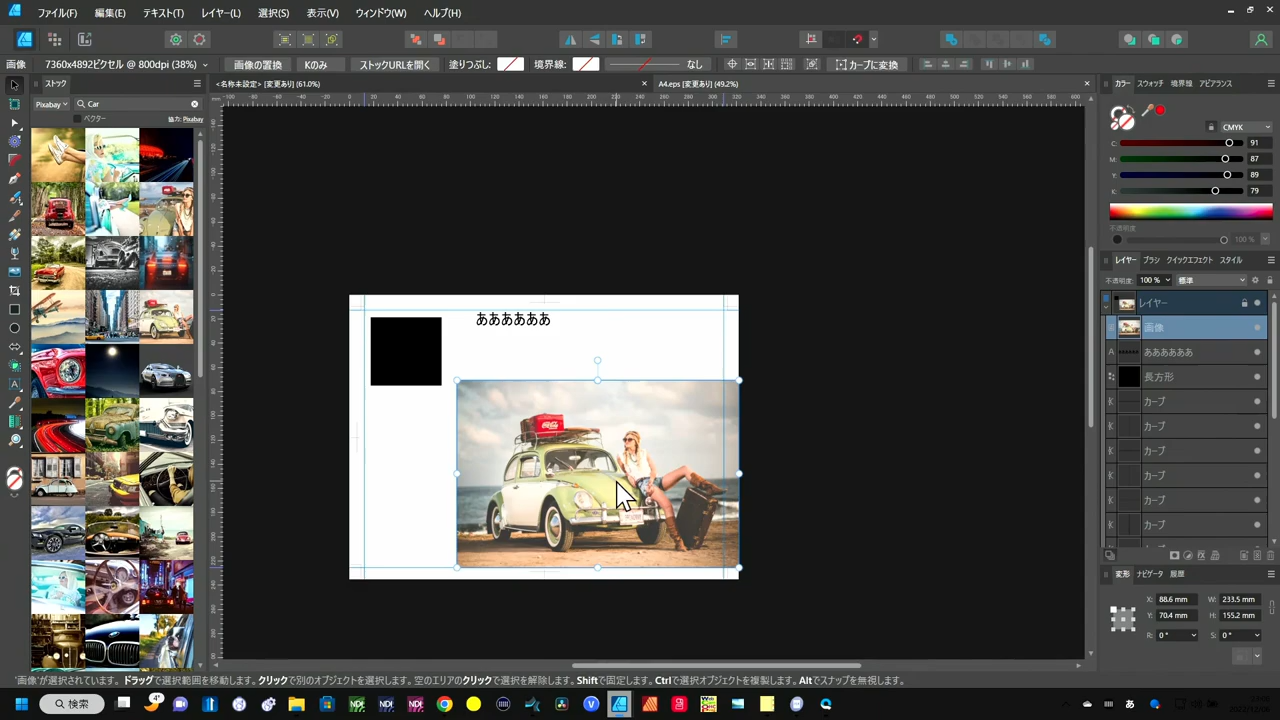 ファイル(F) 編集(E) テキスト(T) レイヤー(L) 選択(S) 表示(V) ウィンドウ(W) ヘルプ(H)
画像 7360x4892ピクセル @ 800dpi (38%) 画像の置換 Kのみ ストックURLを開く 塗りつぶし: 境界線: なし カーブに変換
ストック
<名称未設定> [変更あり] (61.0%)
A4.eps [変更あり] (49.2%)
カラー スウォッチ 境界線 アピアランス
Pixabay Car
ベクター 協力: Pixabay
CMYK
C: 91
M: 87
Y: 89
K: 79
不透明度
100 %
レイヤー ブラシ クイックエフェクト スタイル
不透明度: 100 % 標準
レイヤー
画像
A ああああああ
長方形
カーブ
カーブ
カーブ
カーブ
カーブ
カーブ
ああああああ
Coca-Cola
変形 ナビゲータ 履歴
X: 88.6 mm W: 233.5 mm
Y: 70.4 mm H: 155.2 mm
R: 0 ° S: 0 °
'画像'が選択されています。 ドラッグで選択範囲を移動します。クリックで別のオブジェクトを選択します。空のエリアのクリックで選択を解除します。Shiftで固定します。Ctrlで選択オブジェクトを複製します。Altでスナップを無視します。
検索
4°
あ